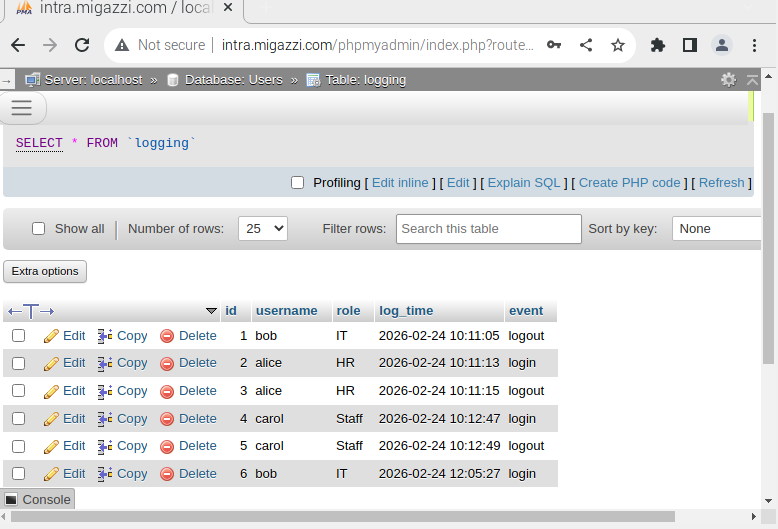 intra.migazzi.com / local
Not secure intra.migazzi.com/phpmyadmin/index.php?route...
Server: localhost » Database: Users » Table: logging
SELECT * FROM `logging`
Profiling [ Edit inline ] [ Edit ] [ Explain SQL ] [ Create PHP code ] [ Refresh ]
Show all Number of rows: 25 Filter rows: Search this table Sort by key: None
Extra options
id username role log_time event
Edit Copy Delete 1 bob IT 2026-02-24 10:11:05 logout
Edit Copy Delete 2 alice HR 2026-02-24 10:11:13 login
Edit Copy Delete 3 alice HR 2026-02-24 10:11:15 logout
Edit Copy Delete 4 carol Staff 2026-02-24 10:12:47 login
Edit Copy Delete 5 carol Staff 2026-02-24 10:12:49 logout
Edit Copy Delete 6 bob IT 2026-02-24 12:05:27 login
Console